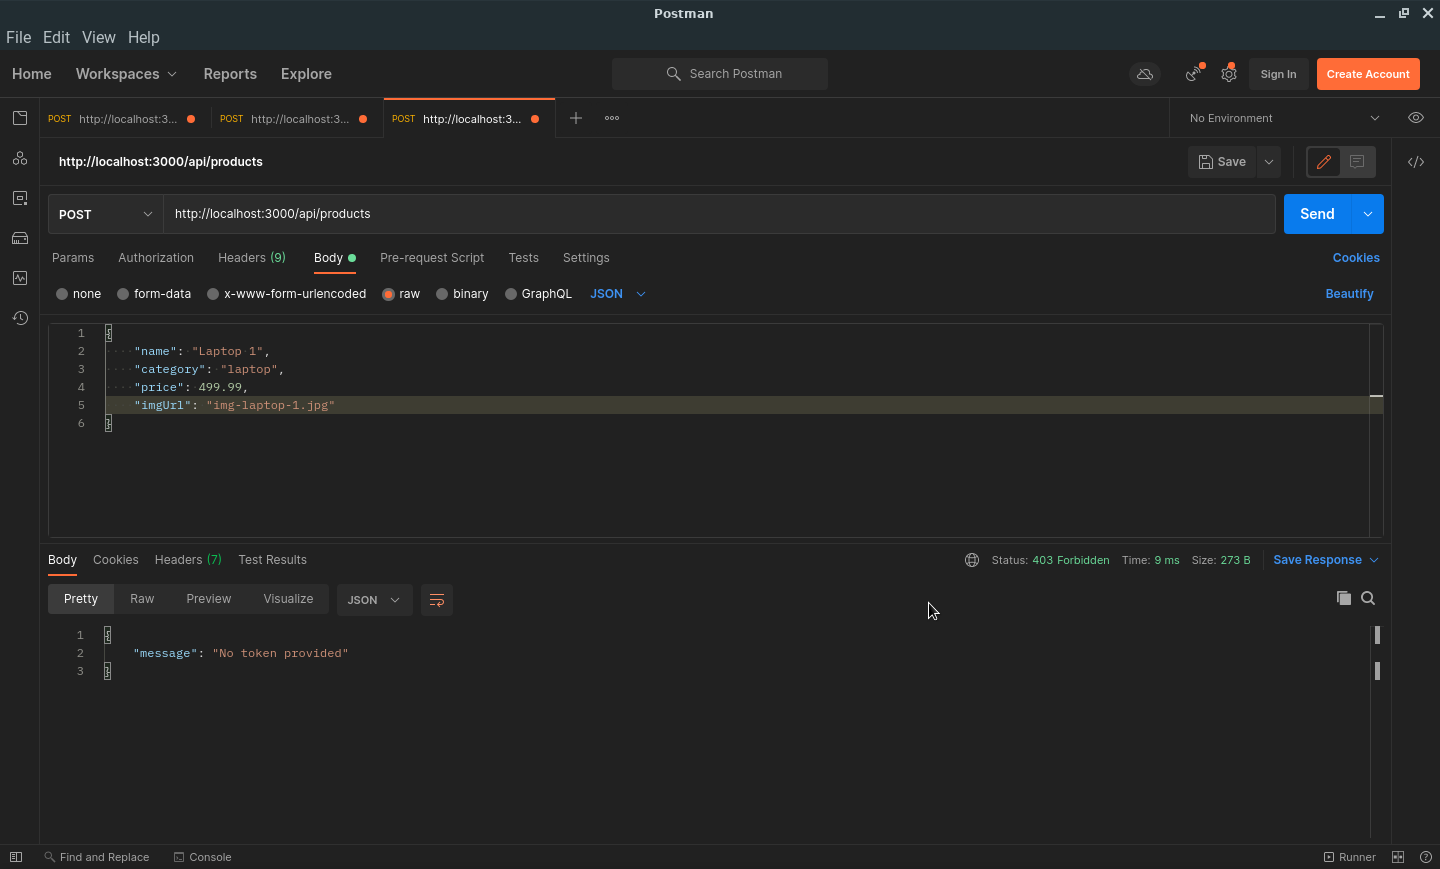 Postman
File Edit View Help
Home Workspaces Reports Explore Search Postman Sign In Create Account
POST http://localhost:3... POST http://localhost:3... POST http://localhost:3... No Environment
http://localhost:3000/api/products Save
POST http://localhost:3000/api/products Send
Params Authorization Headers (9) Body Pre-request Script Tests Settings Cookies
none form-data x-www-form-urlencoded raw binary GraphQL JSON Beautify
1 {
2 "name": "Laptop 1",
3 "category": "laptop",
4 "price": 499.99,
5 "imgUrl": "img-laptop-1.jpg"
6 }
Body Cookies Headers (7) Test Results Status: 403 Forbidden Time: 9 ms Size: 273 B Save Response
Pretty Raw Preview Visualize JSON
1 {
2 "message": "No token provided"
3 }
Find and Replace Console Runner